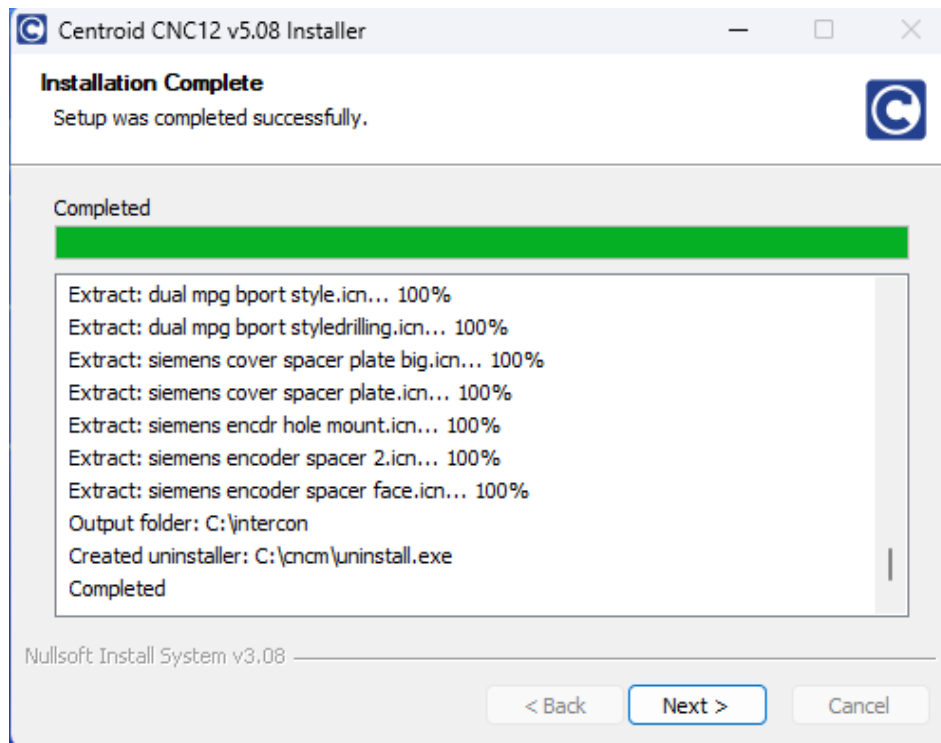 Centroid CNC12 v5.08 Installer
Installation Complete
Setup was completed successfully.
Completed
Extract: dual mpg bport style.icn... 100%
Extract: dual mpg bport styledrilling.icn... 100%
Extract: siemens cover spacer plate big.icn... 100%
Extract: siemens cover spacer plate.icn... 100%
Extract: siemens encdr hole mount.icn... 100%
Extract: siemens encoder spacer 2.icn... 100%
Extract: siemens encoder spacer face.icn... 100%
Output folder: C:\intercon
Created uninstaller: C:\cncm\uninstall.exe
Completed
Nullsoft Install System v3.08
< Back Next > Cancel